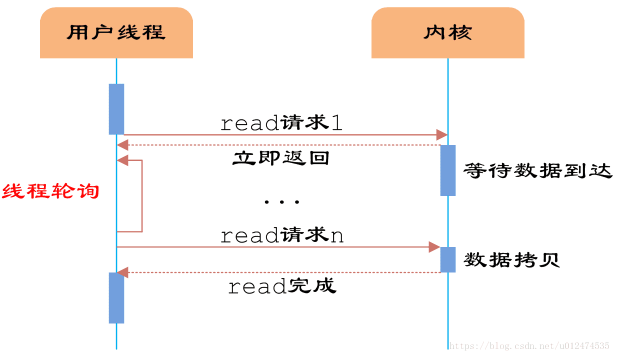 用户线程
内核
read请求1
立即返回
等待数据到达
线程轮询
...
read请求n
数据拷贝
read完成
https://blog.csdn.net/u012474535